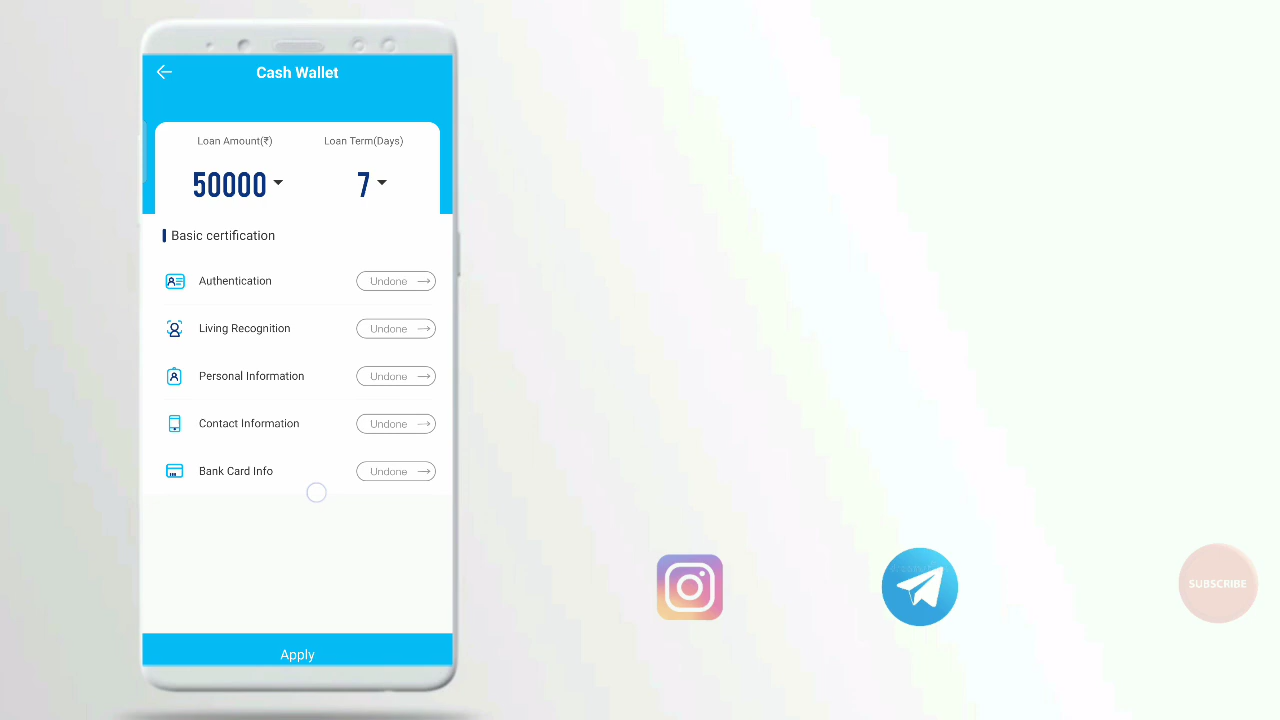 Cash Wallet
Loan Amount(₹) Loan Term(Days)
50000 7
Basic certification
Authentication Undone
Living Recognition Undone
Personal Information Undone
Contact Information Undone
Bank Card Info Undone
SUBSCRIBE
Apply